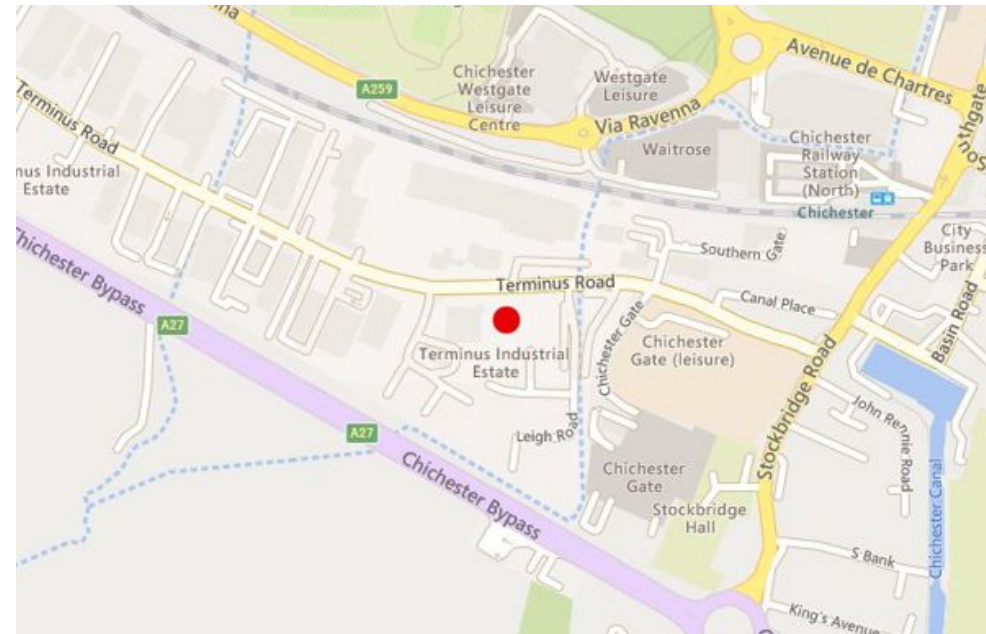 Avenue de Chartres
Chichester
Westgate
Leisure
Centre
Westgate
Leisure
A259
Via Ravenna
Terminus Road
Waitrose
Chichester
Railway
Station
(North)
Chichester
nus Industrial
Estate
City
Business
Park
Southern Gate
Chichester Bypass
Terminus Road
Canal Place
A27
Chichester Gate
Chichester
Gate (leisure)
Basin Road
Terminus Industrial
Estate
Stockbridge Road
John Rennie Road
A27
Leigh Road
Chichester Bypass
Chichester
Gate
Stockbridge
Hall
Chichester Canal
S Bank
King's Avenue